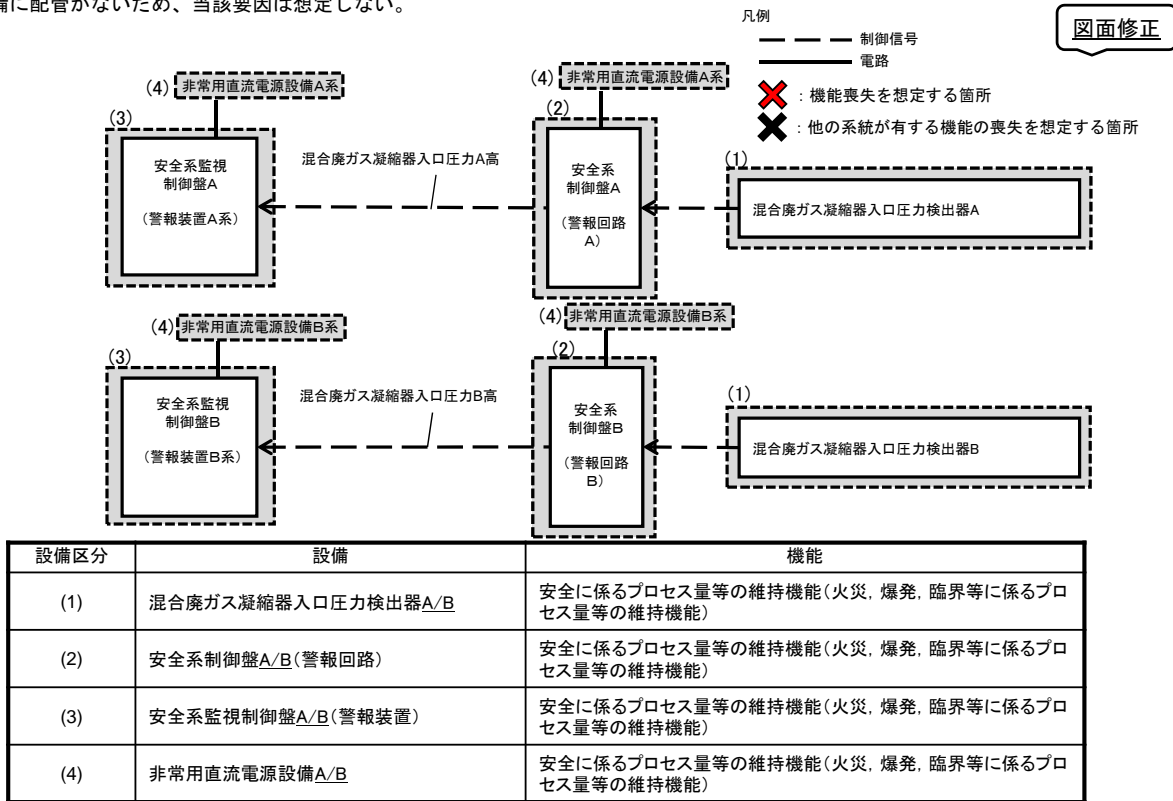 備に配管がないため、当該要因は想定しない。
凡例
制御信号
電路
：機能喪失を想定する箇所
：他の系統が有する機能の喪失を想定する箇所
図面修正
(4) 非常用直流電源設備A系
(4) 非常用直流電源設備A系
(3)
(2)
(1)
安全系監視
制御盤A
（警報装置A系）
混合廃ガス凝縮器入口圧力A高
安全系
制御盤A
（警報回路
A）
混合廃ガス凝縮器入口圧力検出器A
(4) 非常用直流電源設備B系
(4) 非常用直流電源設備B系
(3)
(2)
(1)
安全系監視
制御盤B
（警報装置B系）
混合廃ガス凝縮器入口圧力B高
安全系
制御盤B
（警報回路
B）
混合廃ガス凝縮器入口圧力検出器B
設備区分 設備 機能
(1) 混合廃ガス凝縮器入口圧力検出器A/B 安全に係るプロセス量等の維持機能（火災，爆発，臨界等に係るプロ
セス量等の維持機能）
(2) 安全系制御盤A/B（警報回路） 安全に係るプロセス量等の維持機能（火災，爆発，臨界等に係るプロ
セス量等の維持機能）
(3) 安全系監視制御盤A/B（警報装置） 安全に係るプロセス量等の維持機能（火災，爆発，臨界等に係るプロ
セス量等の維持機能）
(4) 非常用直流電源設備A/B 安全に係るプロセス量等の維持機能（火災，爆発，臨界等に係るプロ
セス量等の維持機能）